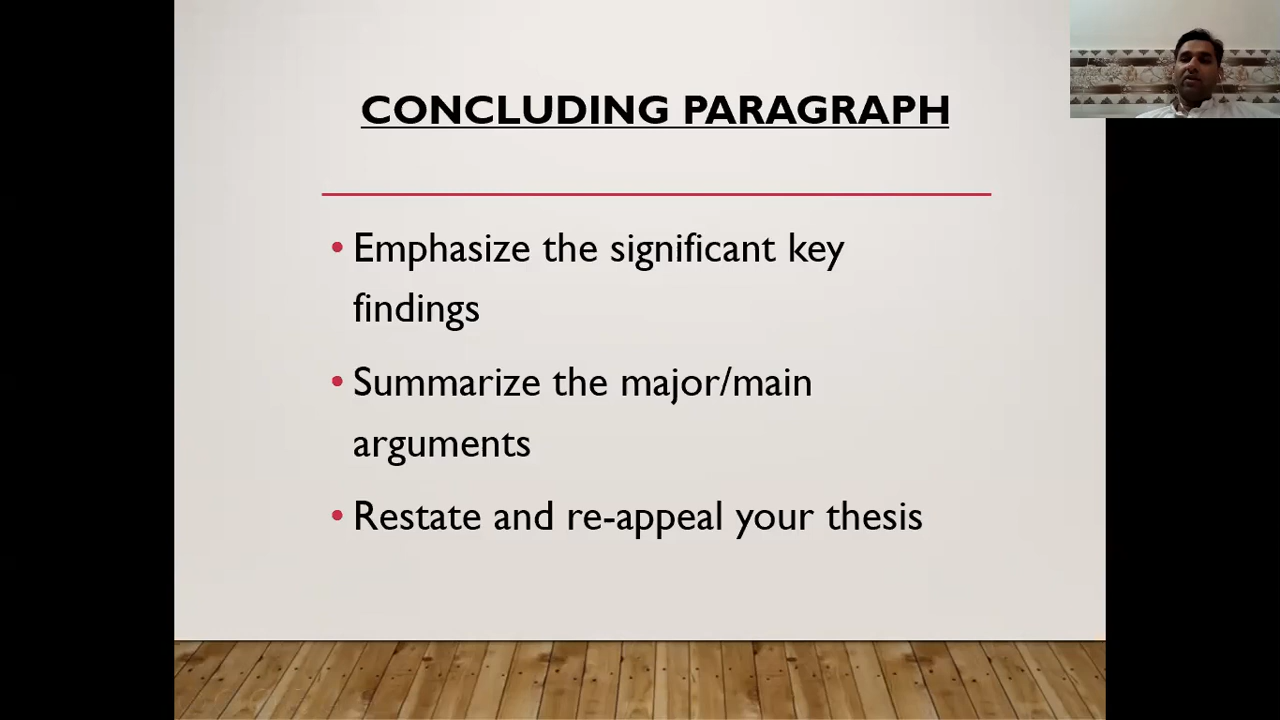 CONCLUDING PARAGRAPH
• Emphasize the significant key
findings
• Summarize the major/main
arguments
• Restate and re-appeal your thesis